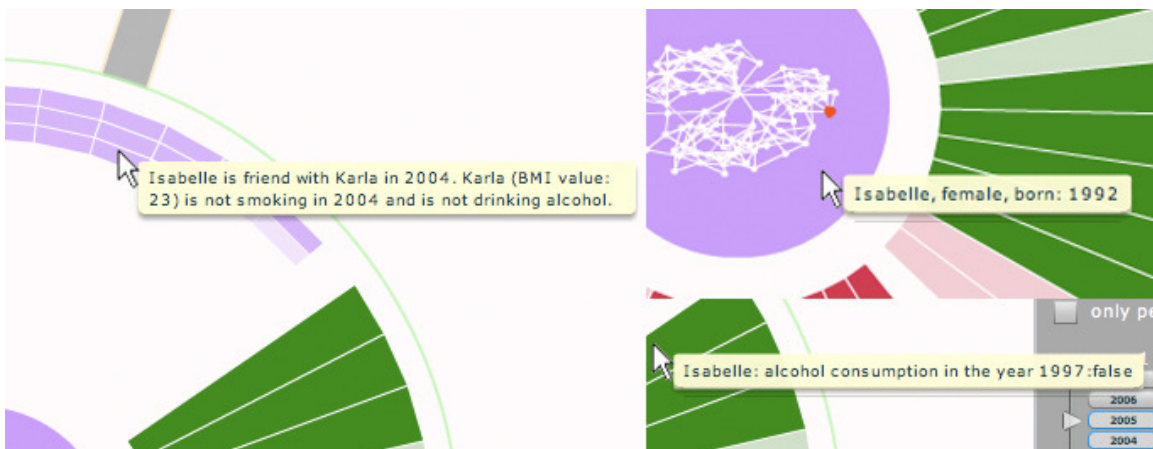 Isabelle is friend with Karla in 2004. Karla (BMI value:
23) is not smoking in 2004 and is not drinking alcohol.
Isabelle, female, born: 1992
only pe
Isabelle: alcohol consumption in the year 1997:false
2006
2005
2004